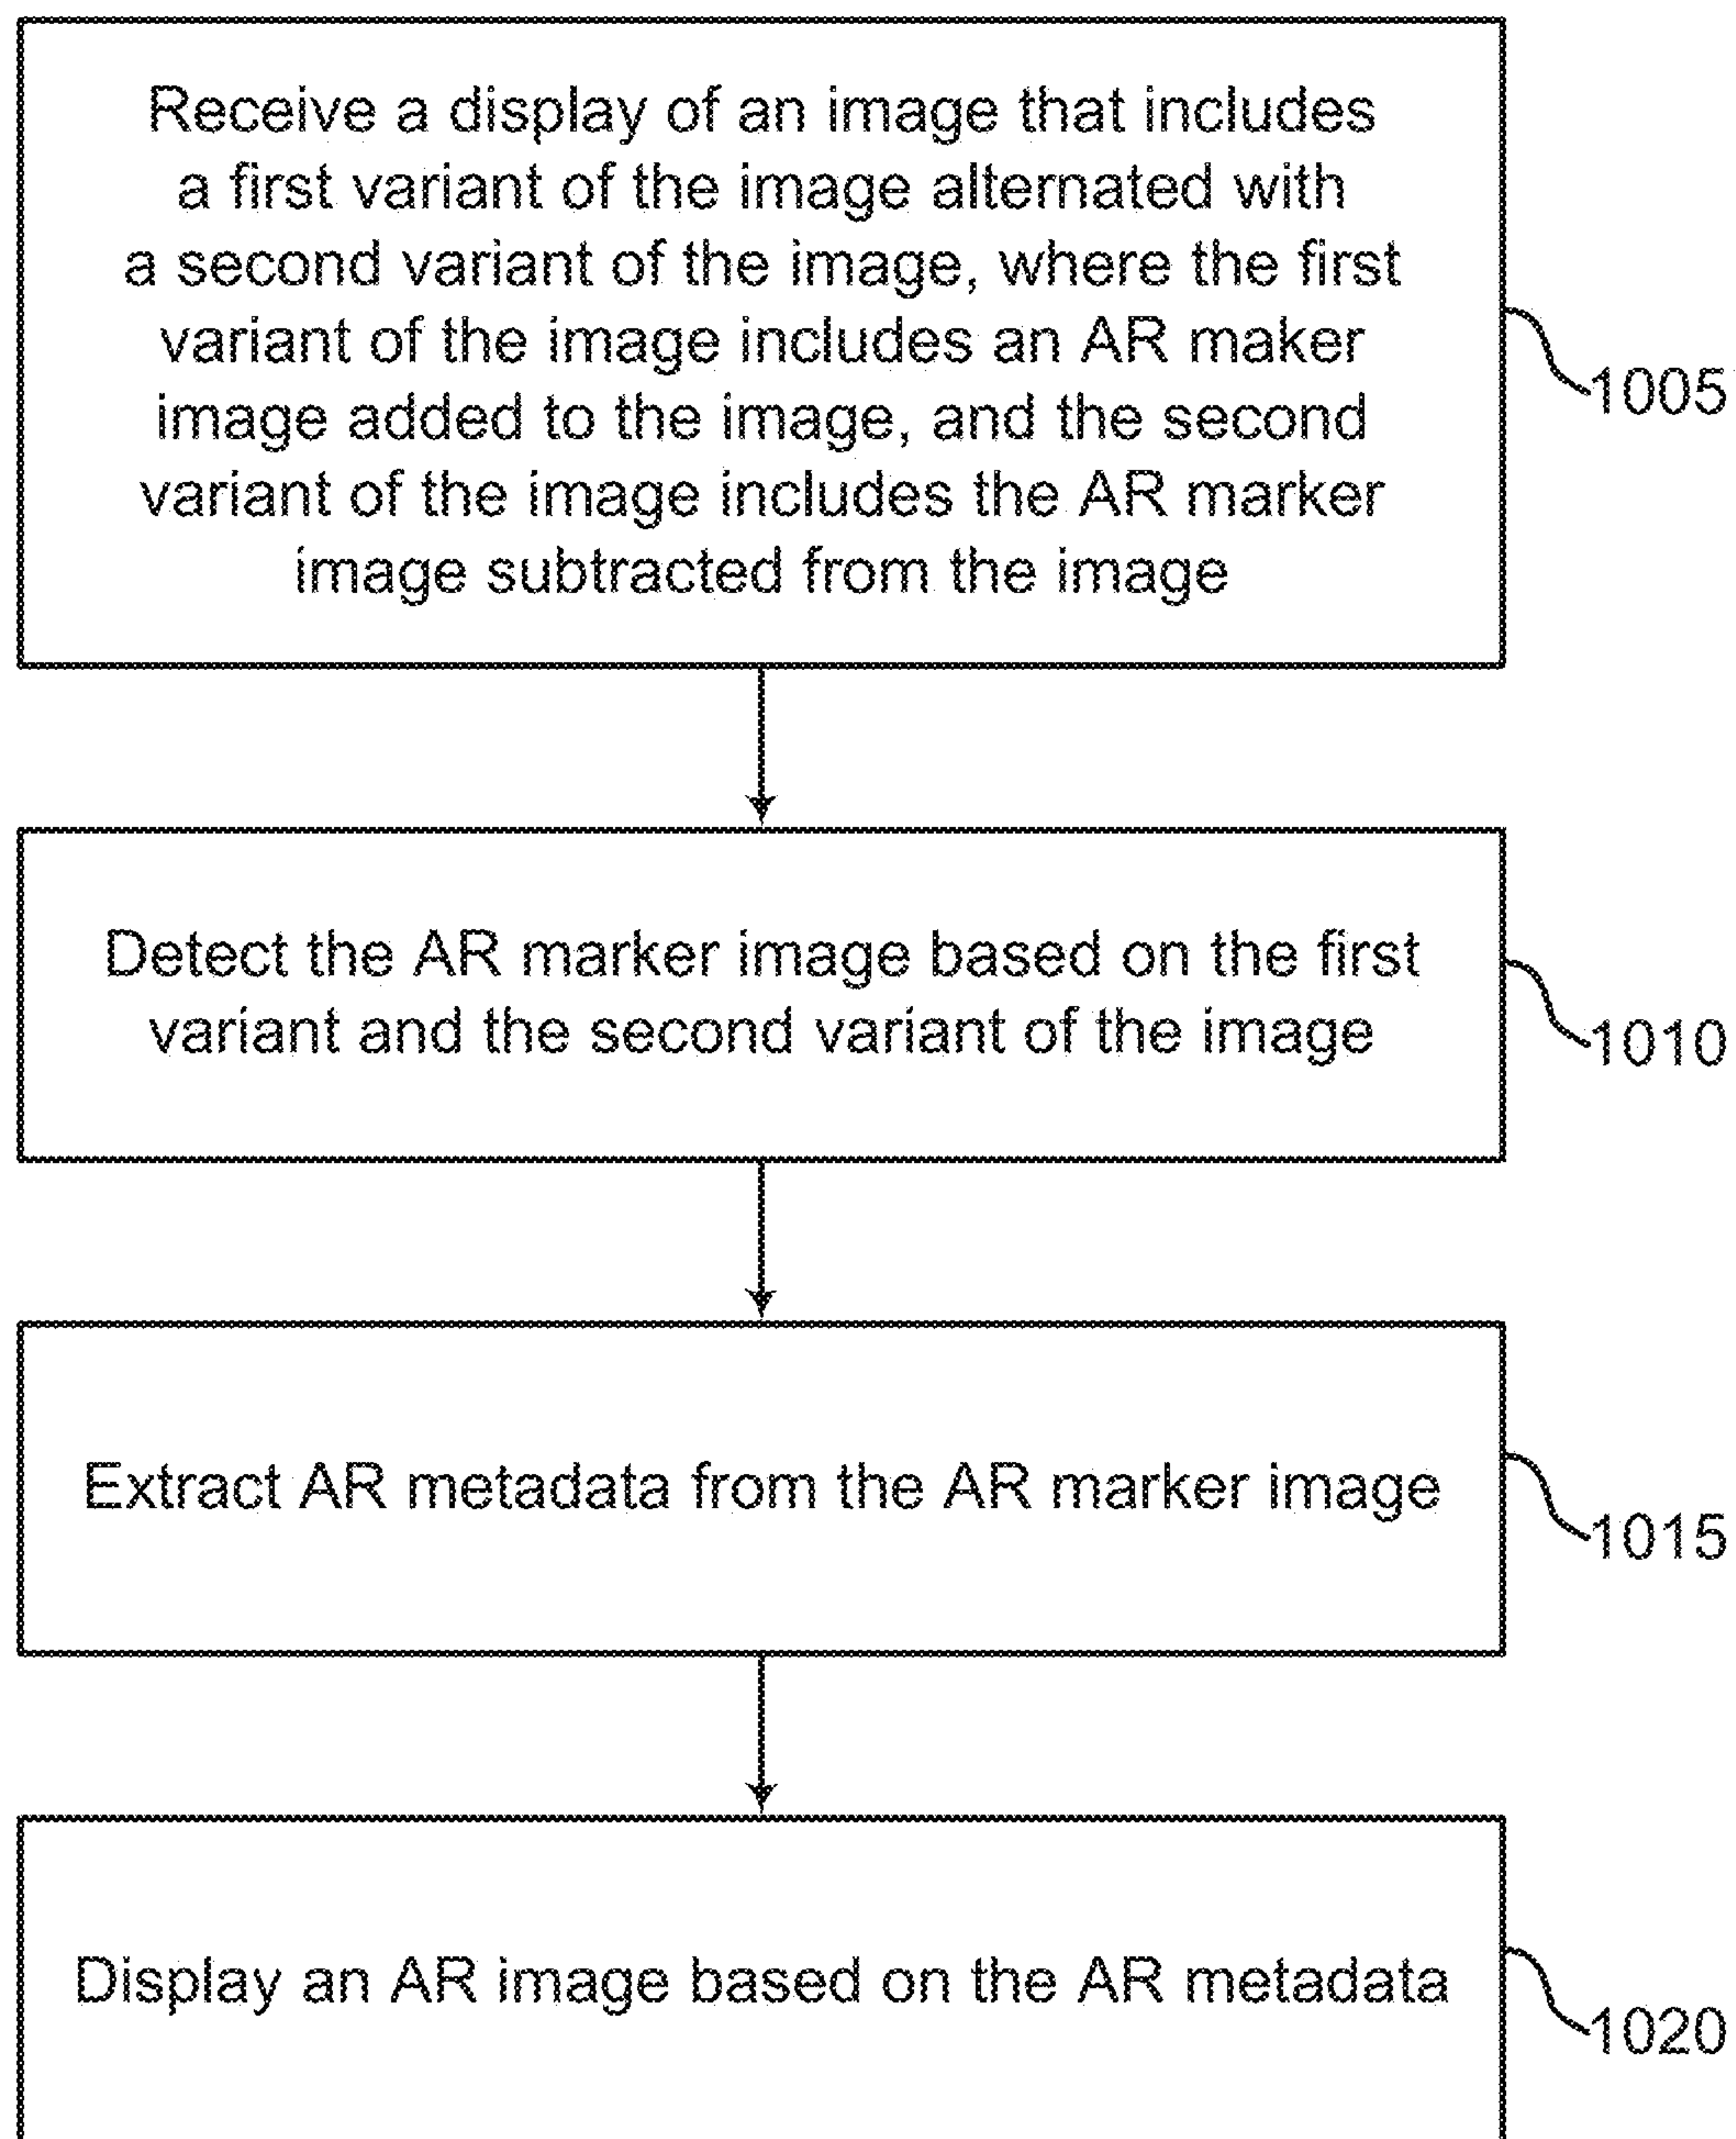 Receive a display of an image that includes
a first variant of the image alternated with
a second variant of the image, where the first
variant of the image includes an AR maker
image added to the image, and the second
variant of the image includes the AR marker
image subtracted from the image
1005
Detect the AR marker image based on the first
variant and the second variant of the image
1010
Extract AR metadata from the AR marker image
1015
Display an AR image based on the AR metadata
1020